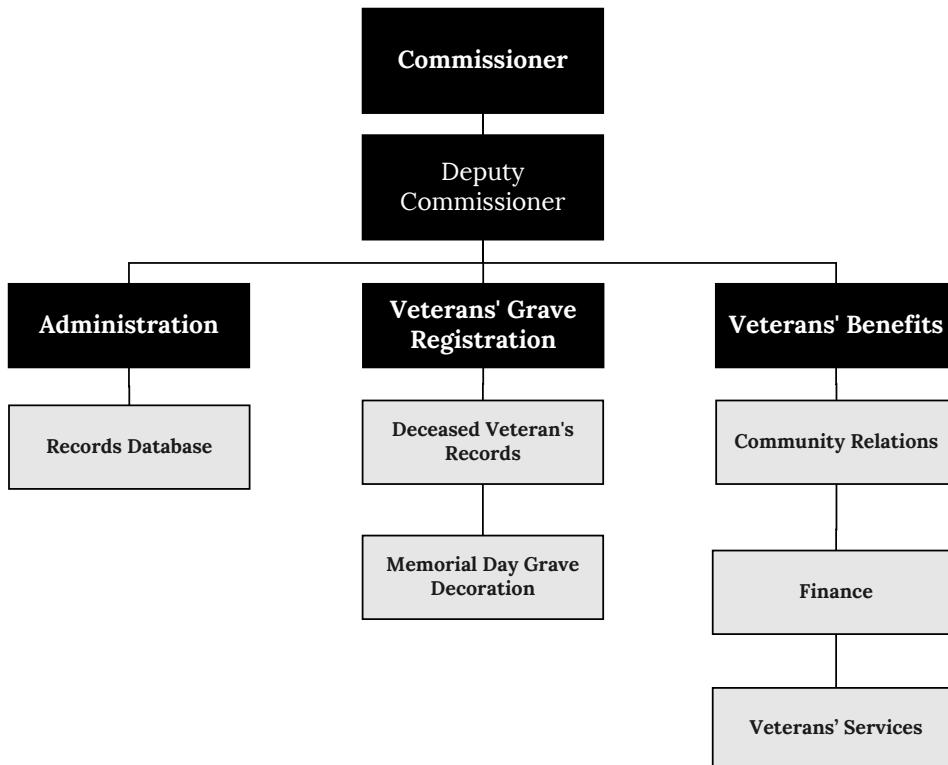 Commissioner
Deputy
Commissioner
Administration
Veterans' Grave
Registration
Veterans' Benefits
Records Database
Deceased Veteran's
Records
Community Relations
Memorial Day Grave
Decoration
Finance
Veterans’ Services